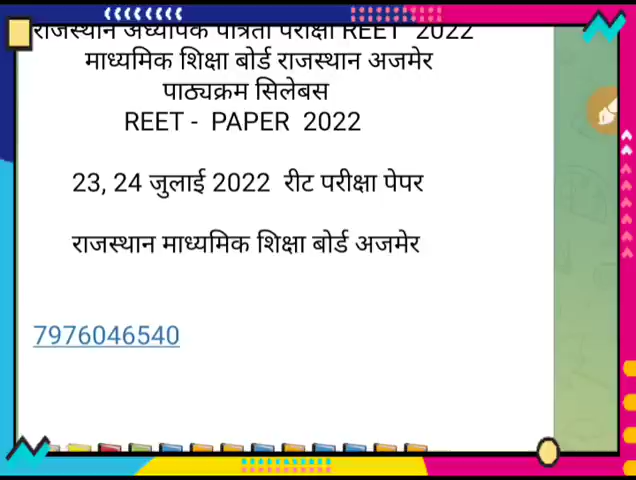 राजस्थान अध्यापक पात्रता परीक्षा REET 2022
माध्यमिक शिक्षा बोर्ड राजस्थान अजमेर
पाठ्यक्रम सिलेबस
REET - PAPER 2022
23, 24 जुलाई 2022 रीट परीक्षा पेपर
राजस्थान माध्यमिक शिक्षा बोर्ड अजमेर
7976046540